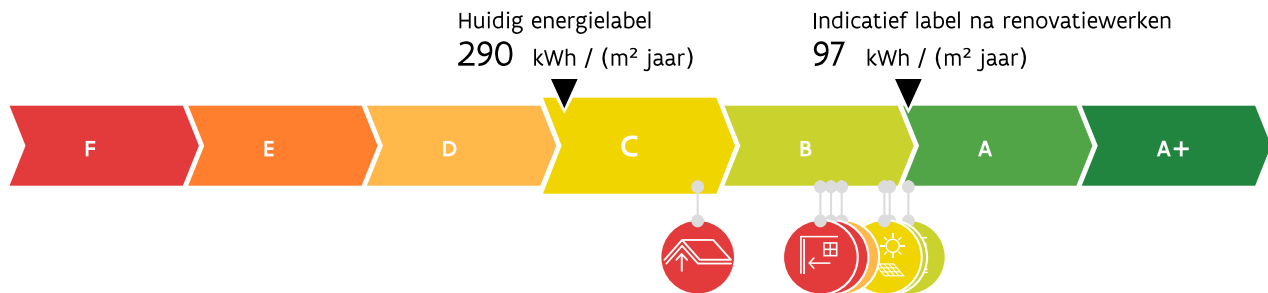 Huidig energielabel
290 kWh / (m² jaar)
Indicatief label na renovatiewerken
97 kWh / (m² jaar)
F E D C B A A+